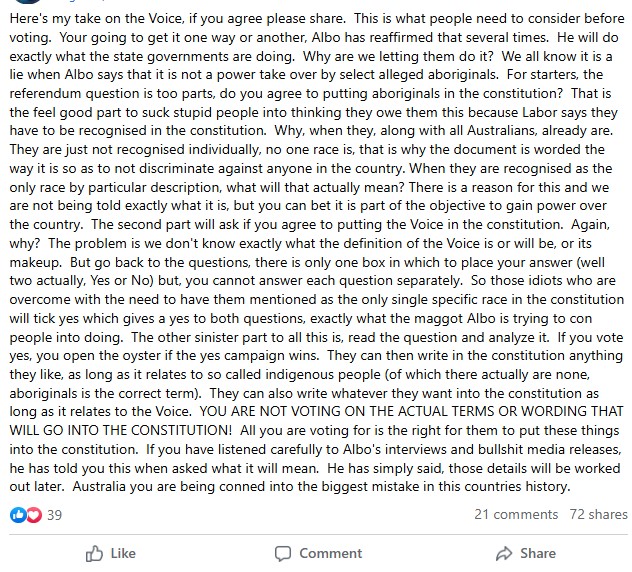 Here's my take on the Voice, if you agree please share.  This is what people need to consider before
voting.  Your going to get it one way or another, Albo has reaffirmed that several times.  He will do
exactly what the state governments are doing.  Why are we letting them do it?  We all know it is a
lie when Albo says that it is not a power take over by select alleged aboriginals.  For starters, the
referendum question is too parts, do you agree to putting aboriginals in the constitution?  That is
the feel good part to suck stupid people into thinking they owe them this because Labor says they
have to be recognised in the constitution.  Why, when they, along with all Australians, already are.
They are just not recognised individually, no one race is, that is why the document is worded the
way it is so as to not discriminate against anyone in the country. When they are recognised as the
only race by particular description, what will that actually mean? There is a reason for this and we
are not being told exactly what it is, but you can bet it is part of the objective to gain power over
the country.  The second part will ask if you agree to putting the Voice in the constitution.  Again,
why?  The problem is we don't know exactly what the definition of the Voice is or will be, or its
makeup.  But go back to the questions, there is only one box in which to place your answer (well
two actually, Yes or No) but, you cannot answer each question separately.  So those idiots who are
overcome with the need to have them mentioned as the only single specific race in the constitution
will tick yes which gives a yes to both questions, exactly what the maggot Albo is trying to con
people into doing.  The other sinister part to all this is, read the question and analyze it.  If you vote
yes, you open the oyster if the yes campaign wins.  They can then write in the constitution anything
they like, as long as it relates to so called indigenous people (of which there actually are none,
aboriginals is the correct term).  They can also write whatever they want into the constitution as
long as it relates to the Voice.  YOU ARE NOT VOTING ON THE ACTUAL TERMS OR WORDING THAT
WILL GO INTO THE CONSTITUTION!  All you are voting for is the right for them to put these things
into the constitution.  If you have listened carefully to Albo's interviews and bullshit media releases,
he has told you this when asked what it will mean.  He has simply said, those details will be worked
out later.  Australia you are being conned into the biggest mistake in this countries history.
39 21 comments 72 shares
Like Comment Share